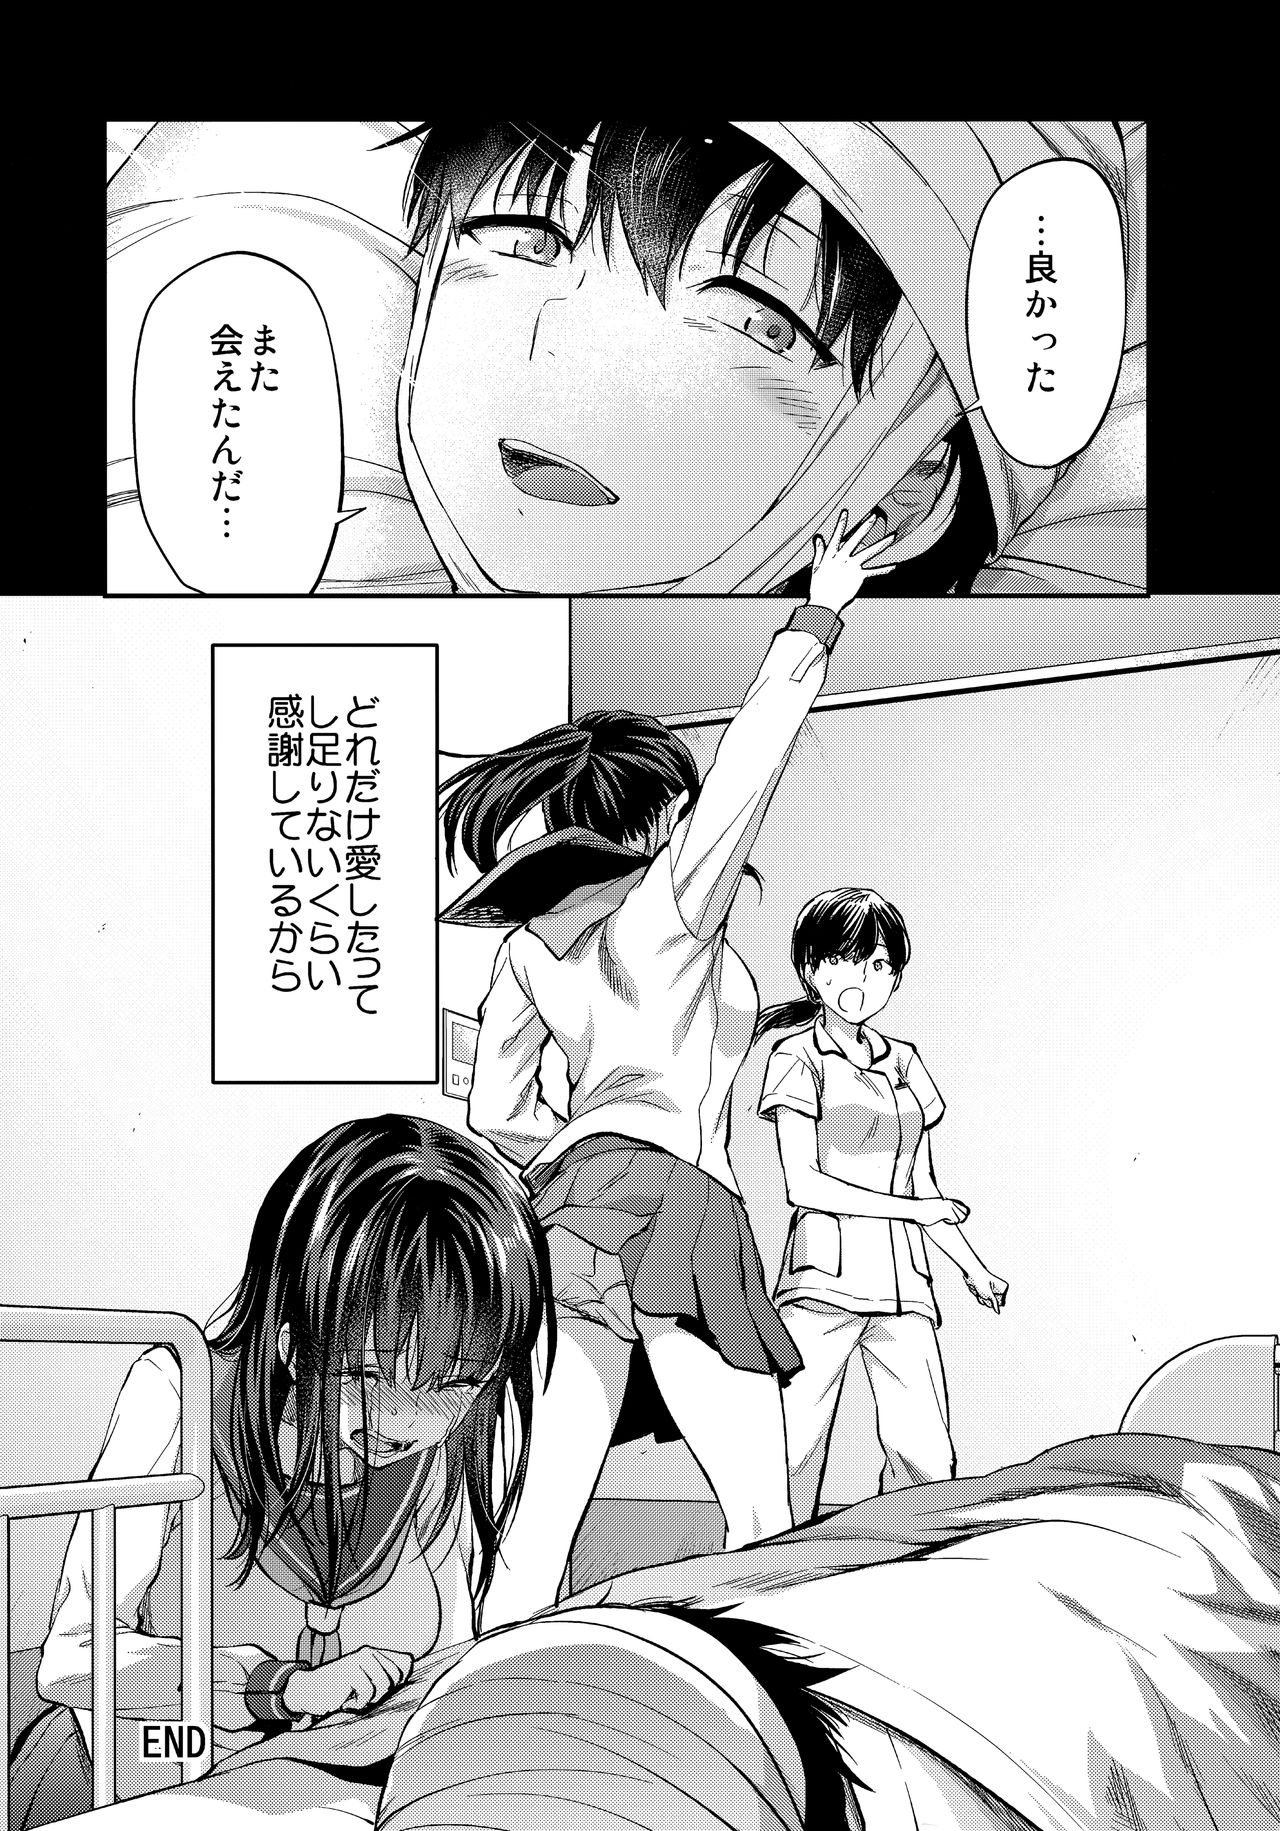 …良かった
また
会えたんだ…
どれだけ愛したって
し足りないくらい
感謝しているから
END